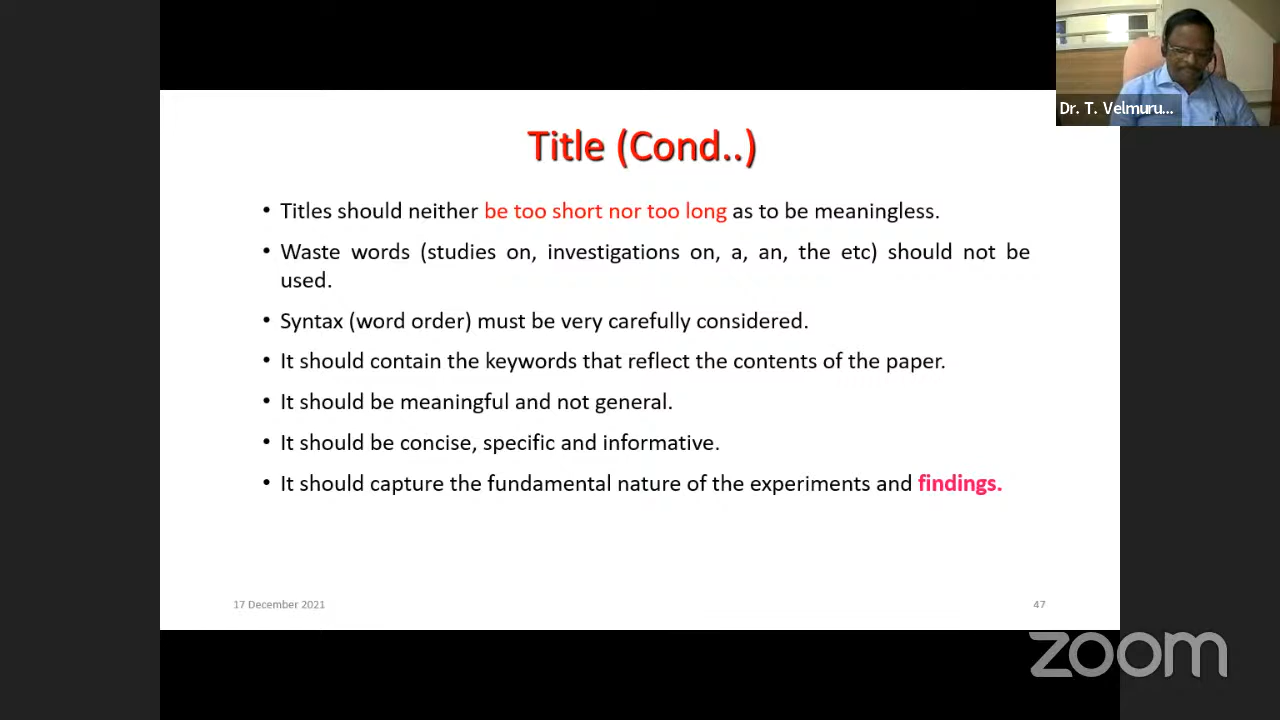 Dr. T. Velmuru...
Title (Cond..)
• Titles should neither be too short nor too long as to be meaningless.
• Waste words (studies on, investigations on, a, an, the etc) should not be
used.
• Syntax (word order) must be very carefully considered.
• It should contain the keywords that reflect the contents of the paper.
• It should be meaningful and not general.
• It should be concise, specific and informative.
• It should capture the fundamental nature of the experiments and findings.
17 December 2021
47
zoom